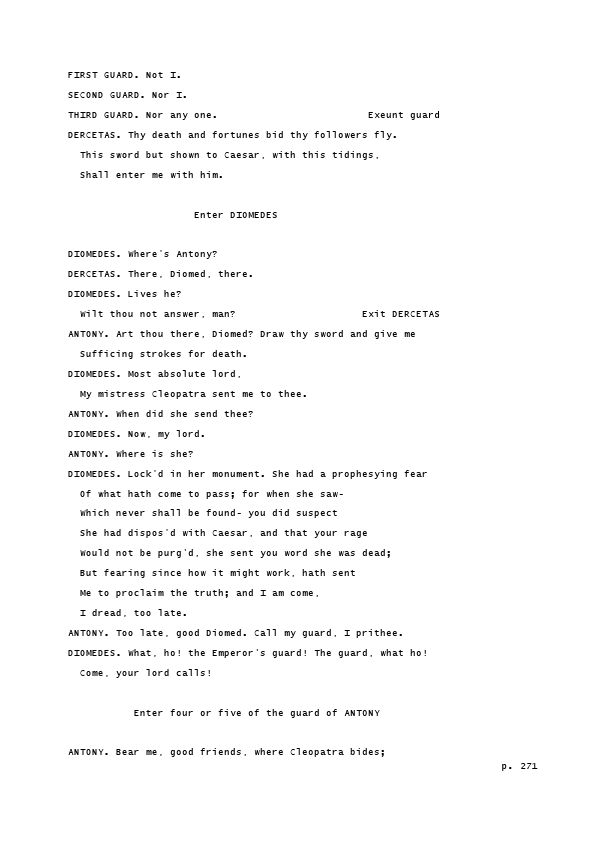 FIRST GUARD. Not I.
SECOND GUARD. Nor I.
THIRD GUARD. Nor any one. Exeunt guard
DERCETAS. Thy death and fortunes bid thy followers fly.
This sword but shown to Caesar, with this tidings,
Shall enter me with him.
Enter DIOMEDES
DIOMEDES. Where's Antony?
DERCETAS. There, Diomed, there.
DIOMEDES. Lives he?
Wilt thou not answer, man? Exit DERCETAS
ANTONY. Art thou there, Diomed? Draw thy sword and give me
Sufficing strokes for death.
DIOMEDES. Most absolute lord,
My mistress Cleopatra sent me to thee.
ANTONY. When did she send thee?
DIOMEDES. Now, my lord.
ANTONY. Where is she?
DIOMEDES. Lock'd in her monument. She had a prophesying fear
Of what hath come to pass; for when she saw-
Which never shall be found- you did suspect
She had dispos'd with Caesar, and that your rage
Would not be purg'd, she sent you word she was dead;
But fearing since how it might work, hath sent
Me to proclaim the truth; and I am come,
I dread, too late.
ANTONY. Too late, good Diomed. Call my guard, I prithee.
DIOMEDES. What, ho! the Emperor's guard! The guard, what ho!
Come, your lord calls!
Enter four or five of the guard of ANTONY
ANTONY. Bear me, good friends, where Cleopatra bides;
p. 271